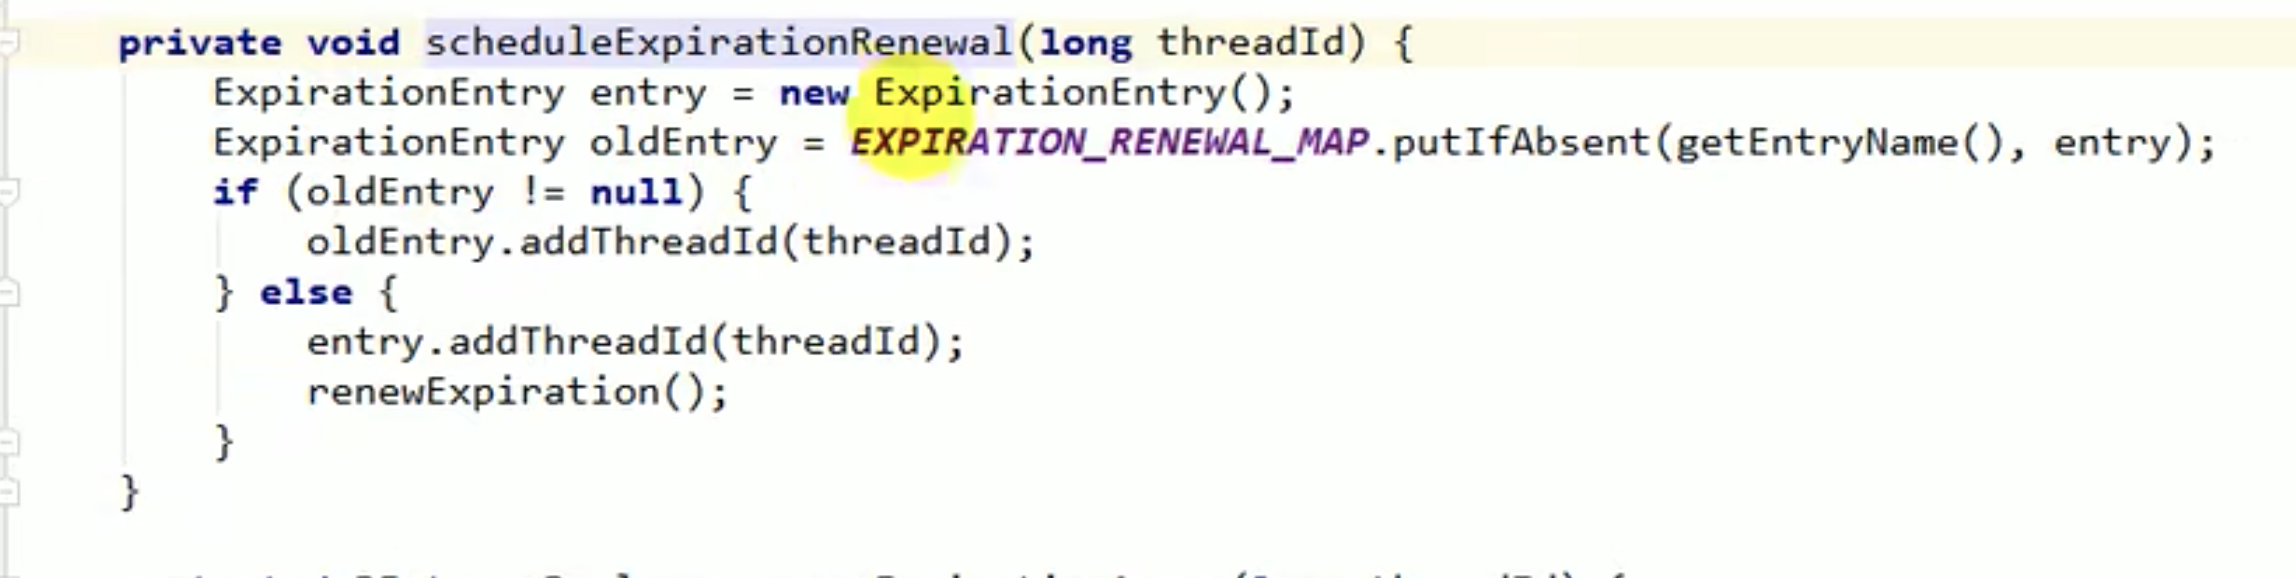 private void scheduleExpirationRenewal(long threadId) {
ExpirationEntry entry = new ExpirationEntry();
ExpirationEntry oldEntry = EXPIRATION_RENEWAL_MAP.putIfAbsent(getEntryName(), entry);
if (oldEntry != null) {
oldEntry.addThreadId(threadId);
} else {
entry.addThreadId(threadId);
renewExpiration();
}
}